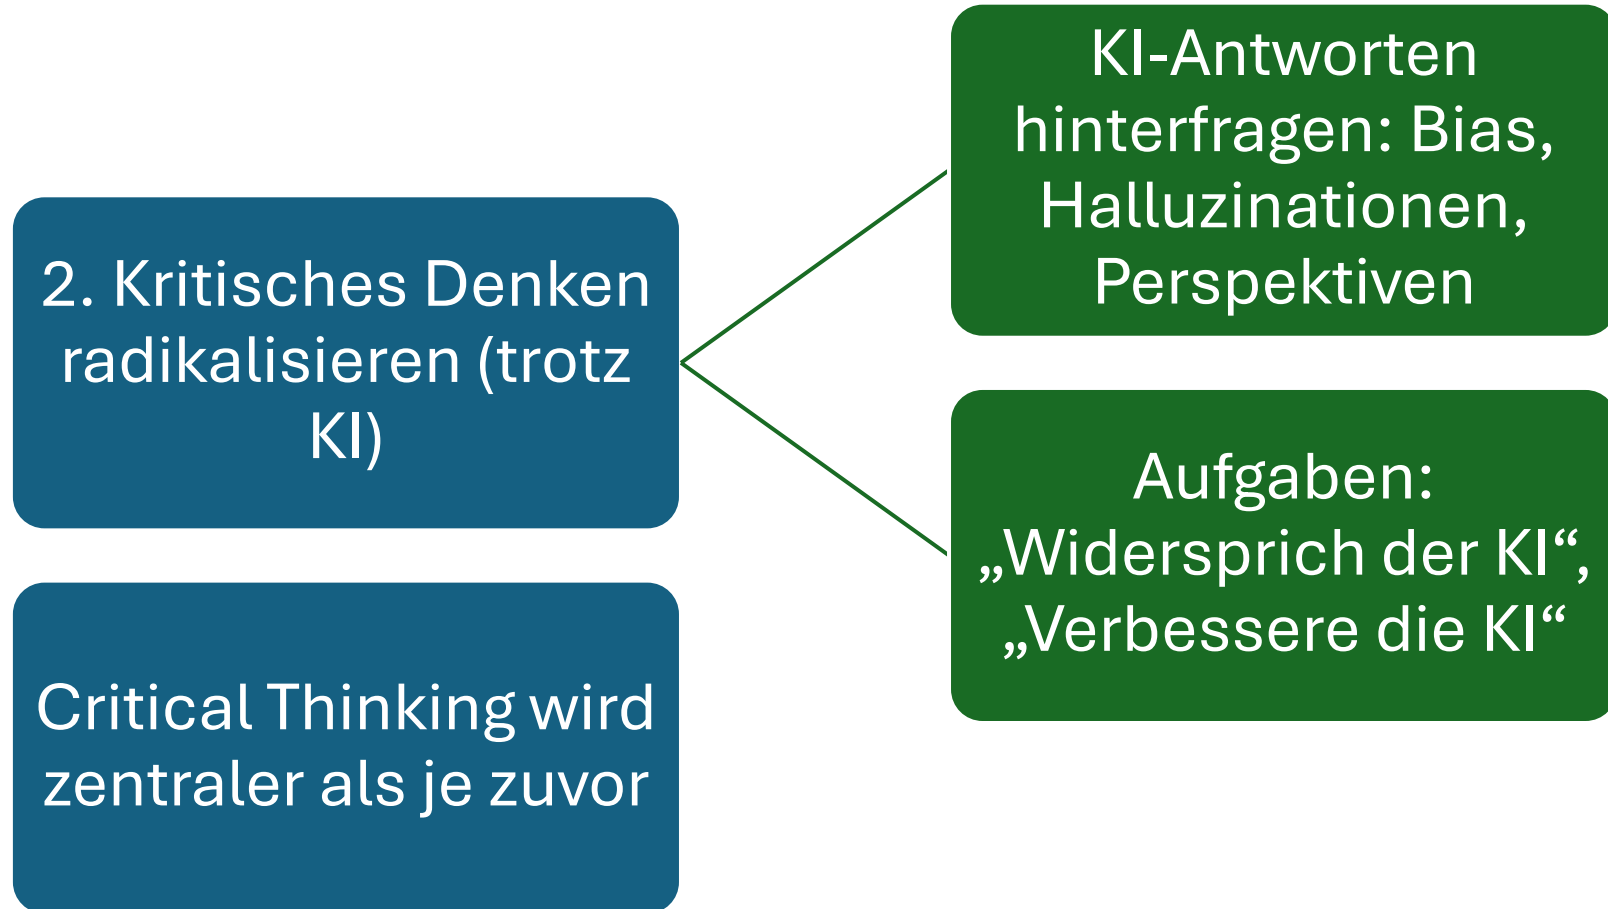 2. Kritisches Denken
radikalisieren (trotz
KI)
KI-Antworten
hinterfragen: Bias,
Halluzinationen,
Perspektiven
Aufgaben:
„Widersprich der KI“,
„Verbessere die KI“
Critical Thinking wird
zentraler als je zuvor